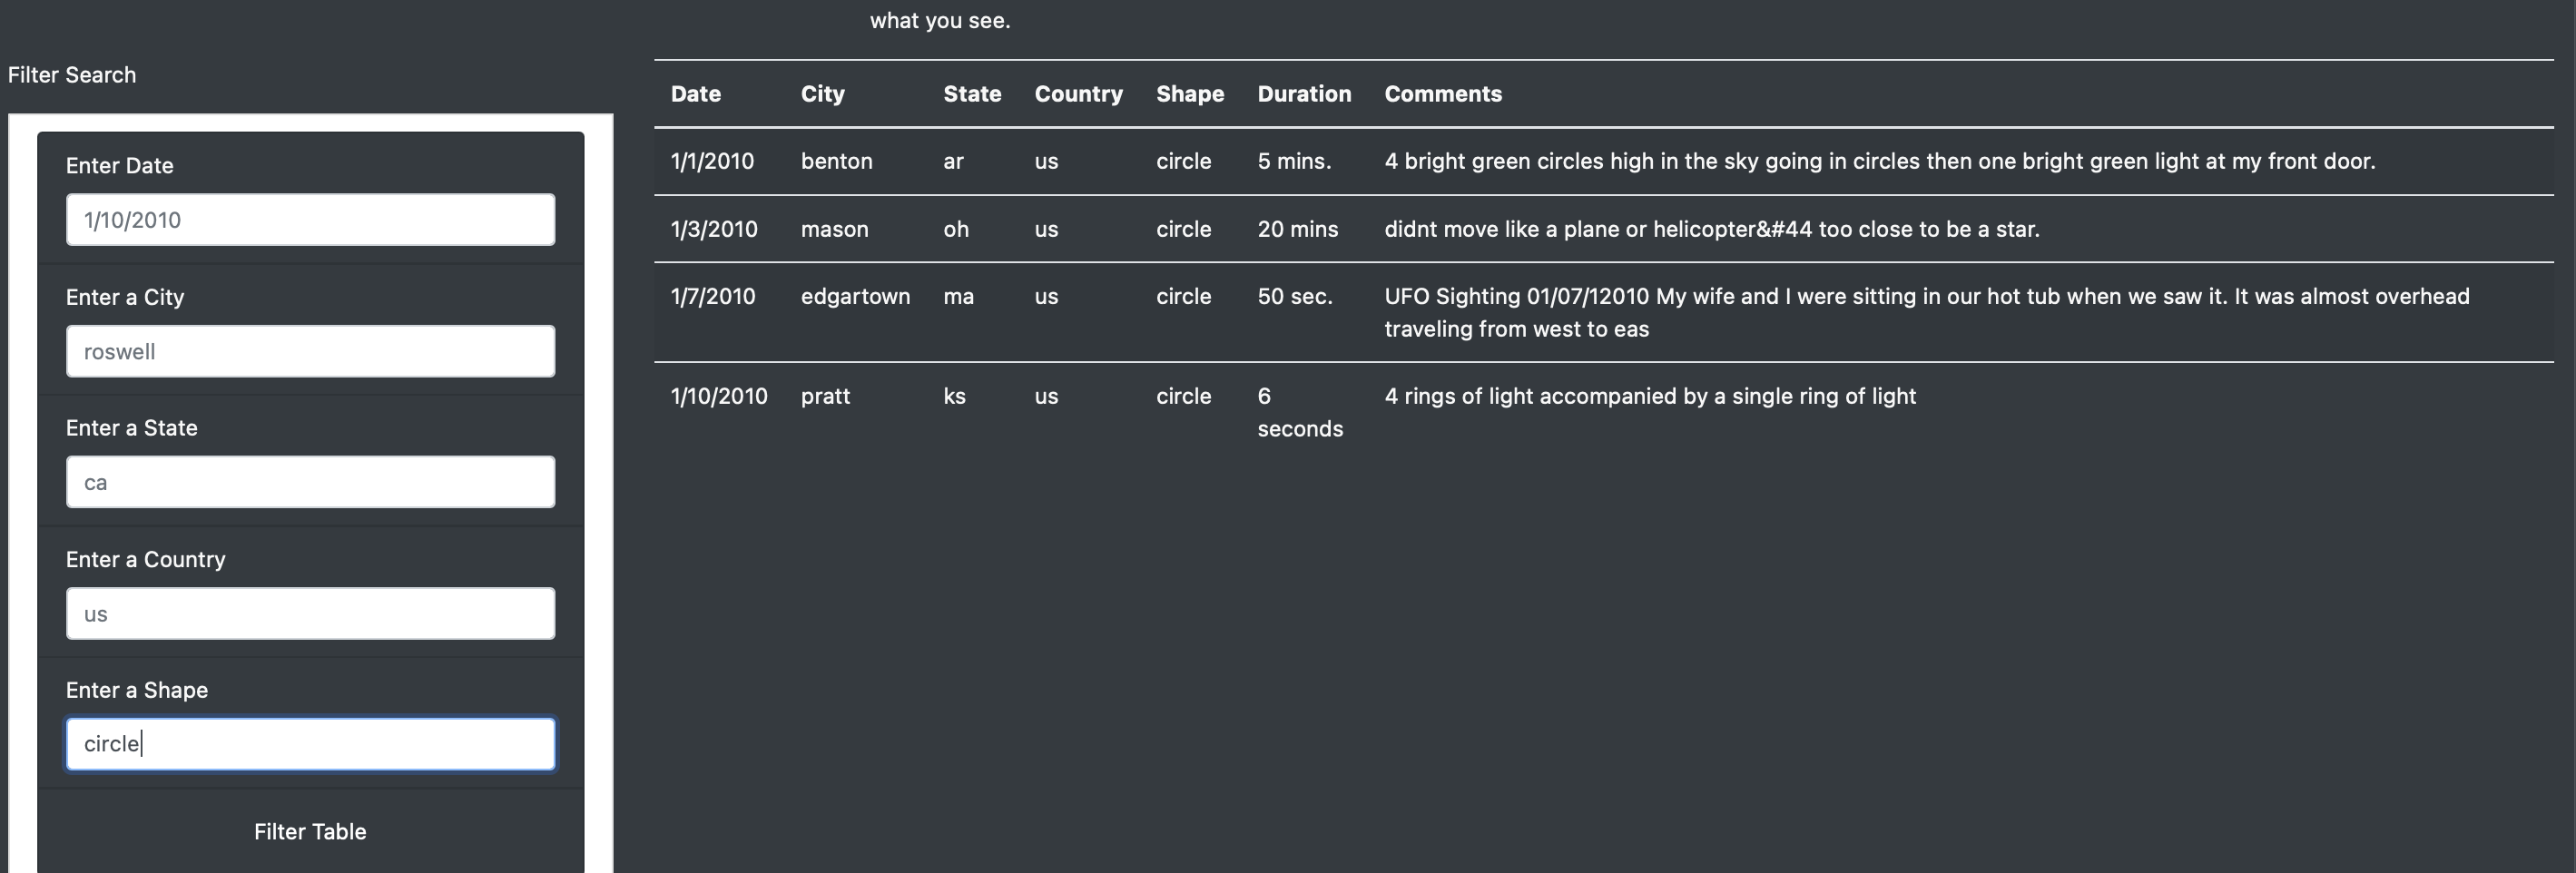 what you see.
Filter Search
Enter Date
1/10/2010
Enter a City
roswell
Enter a State
ca
Enter a Country
us
Enter a Shape
circle
Filter Table
Date City State Country Shape Duration Comments
1/1/2010 benton ar us circle 5 mins. 4 bright green circles high in the sky going in circles then one bright green light at my front door.
1/3/2010 mason oh us circle 20 mins didnt move like a plane or helicopter&#44 too close to be a star.
1/7/2010 edgartown ma us circle 50 sec. UFO Sighting 01/07/12010 My wife and I were sitting in our hot tub when we saw it. It was almost overhead
traveling from west to eas
1/10/2010 pratt ks us circle 6 4 rings of light accompanied by a single ring of light
seconds